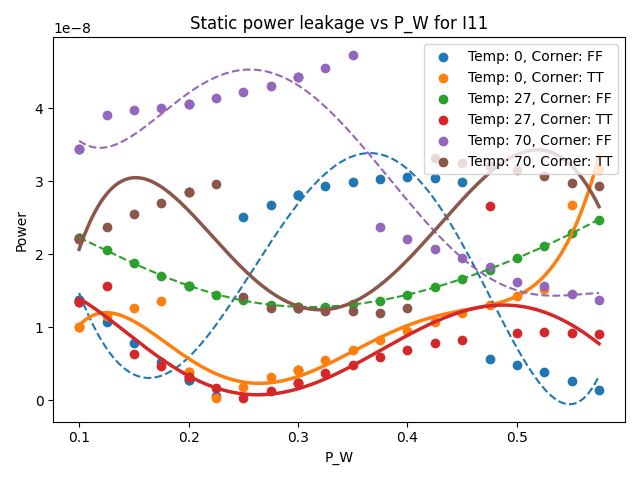 Static power leakage vs P_W for I11
1e−8
Temp: 0, Corner: FF
Temp: 0, Corner: TT
Temp: 27, Corner: FF
Temp: 27, Corner: TT
Temp: 70, Corner: FF
Temp: 70, Corner: TT
Power
4
3
2
1
0
0.1 0.2 0.3 0.4 0.5
P_W